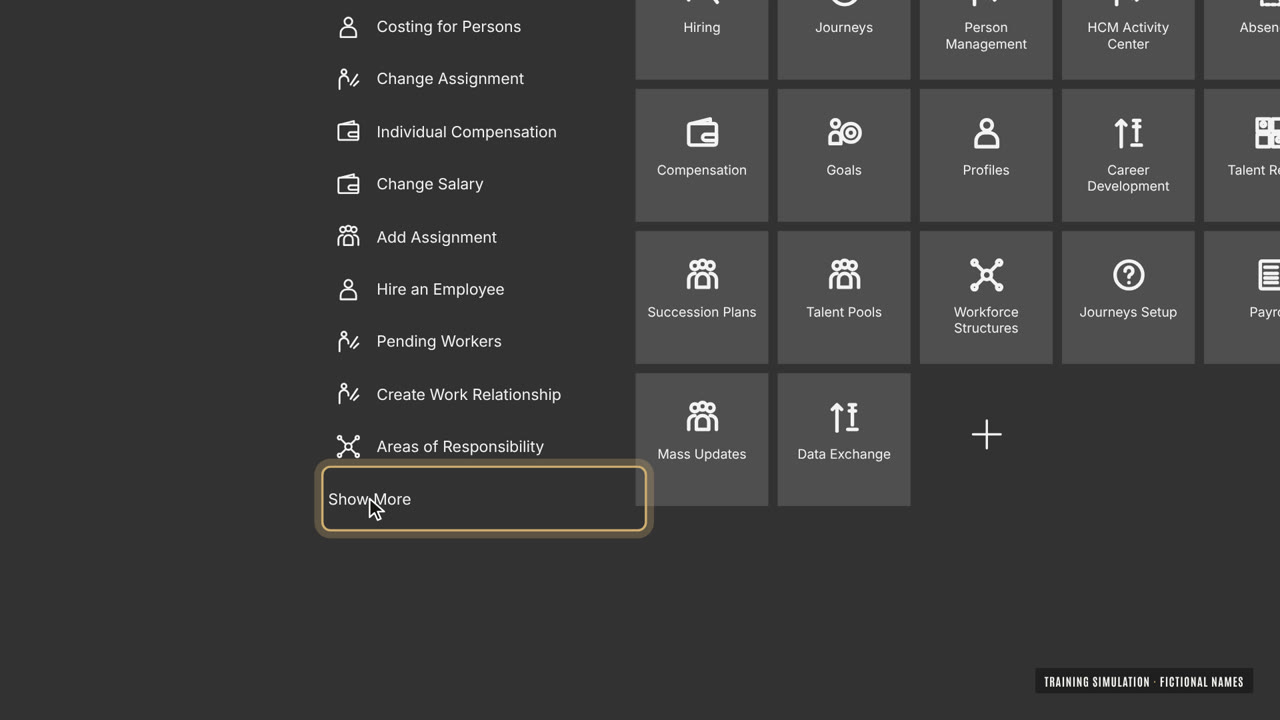 Costing for Persons
Change Assignment
Individual Compensation
Change Salary
Add Assignment
Hire an Employee
Pending Workers
Create Work Relationship
Areas of Responsibility
Show More
Hiring
Journeys
Person
Management
HCM Activity
Center
Compensation
Goals
Profiles
Career
Development
Talent
Succession Plans
Talent Pools
Workforce
Structures
Journeys Setup
Mass Updates
Data Exchange
TRAINING SIMULATION · FICTIONAL NAMES